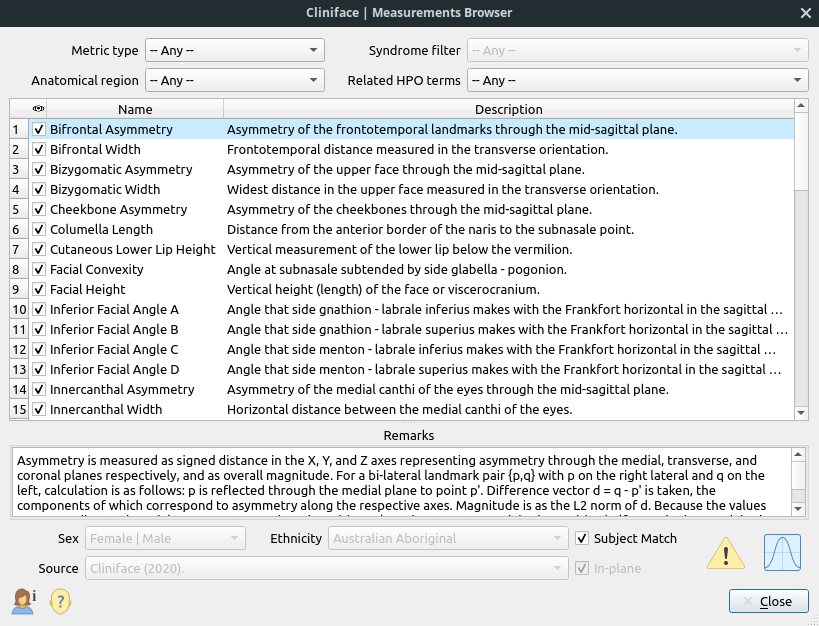 Cliniface | Measurements Browser
Metric type -- Any -- Syndrome filter -- Any --
Anatomical region -- Any -- Related HPO terms -- Any --
Name Description
1 Bifrontal Asymmetry Asymmetry of the frontotemporal landmarks through the mid-sagittal plane.
2 Bifrontal Width Frontotemporal distance measured in the transverse orientation.
3 Bizygomatic Asymmetry Asymmetry of the upper face through the mid-sagittal plane.
4 Bizygomatic Width Widest distance in the upper face measured in the transverse orientation.
5 Cheekbone Asymmetry Asymmetry of the cheekbones through the mid-sagittal plane.
6 Columella Length Distance from the anterior border of the naris to the subnasale point.
7 Cutaneous Lower Lip Height Vertical measurement of the lower lip below the vermilion.
8 Facial Convexity Angle at subnasale subtended by side glabella - pogonion.
9 Facial Height Vertical height (length) of the face or viscerocranium.
10 Inferior Facial Angle A Angle that side gnathion - labrale inferius makes with the Frankfort horizontal in the sagittal ...
11 Inferior Facial Angle B Angle that side gnathion - labrale superius makes with the Frankfort horizontal in the sagittal ...
12 Inferior Facial Angle C Angle that side menton - labrale inferius makes with the Frankfort horizontal in the sagittal ...
13 Inferior Facial Angle D Angle that side menton - labrale superius makes with the Frankfort horizontal in the sagittal ...
14 Innercanthal Asymmetry Asymmetry of the medial canthi of the eyes through the mid-sagittal plane.
15 Innercanthal Width Horizontal distance between the medial canthi of the eyes.
Remarks
Asymmetry is measured as signed distance in the X, Y, and Z axes representing asymmetry through the medial, transverse, and
coronal planes respectively, and as overall magnitude. For a bi-lateral landmark pair {p,q} with p on the right lateral and q on the
left, calculation is as follows: p is reflected through the medial plane to point p'. Difference vector d = q - p' is taken, the
components of which correspond to asymmetry along the respective axes. Magnitude is as the L2 norm of d. Because the values
Sex Female | Male Ethnicity Australian Aboriginal Subject Match
Source Cliniface (2020). In-plane
Close